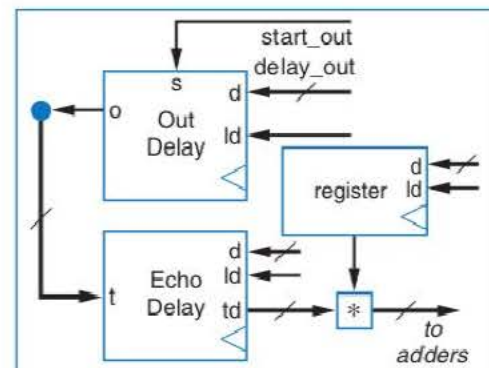 start_out
delay_out
s
d
o
Out
Delay
ld
d
ld
register
d
ld
Echo
Delay
t
td
*
to
adders